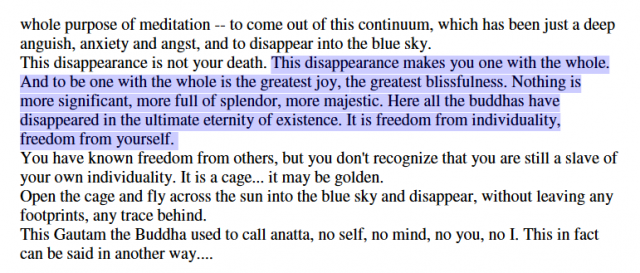 whole purpose of meditation -- to come out of this continuum, which has been just a deep
anguish, anxiety and angst, and to disappear into the blue sky.
This disappearance is not your death. This disappearance makes you one with the whole.
And to be one with the whole is the greatest joy, the greatest blissfulness. Nothing is
more significant, more full of splendor, more majestic. Here all the buddhas have
disappeared in the ultimate eternity of existence. It is freedom from individuality,
freedom from yourself.
You have known freedom from others, but you don't recognize that you are still a slave of
your own individuality. It is a cage... it may be golden.
Open the cage and fly across the sun into the blue sky and disappear, without leaving any
footprints, any trace behind.
This Gautam the Buddha used to call anatta, no self, no mind, no you, no I. This in fact
can be said in another way....